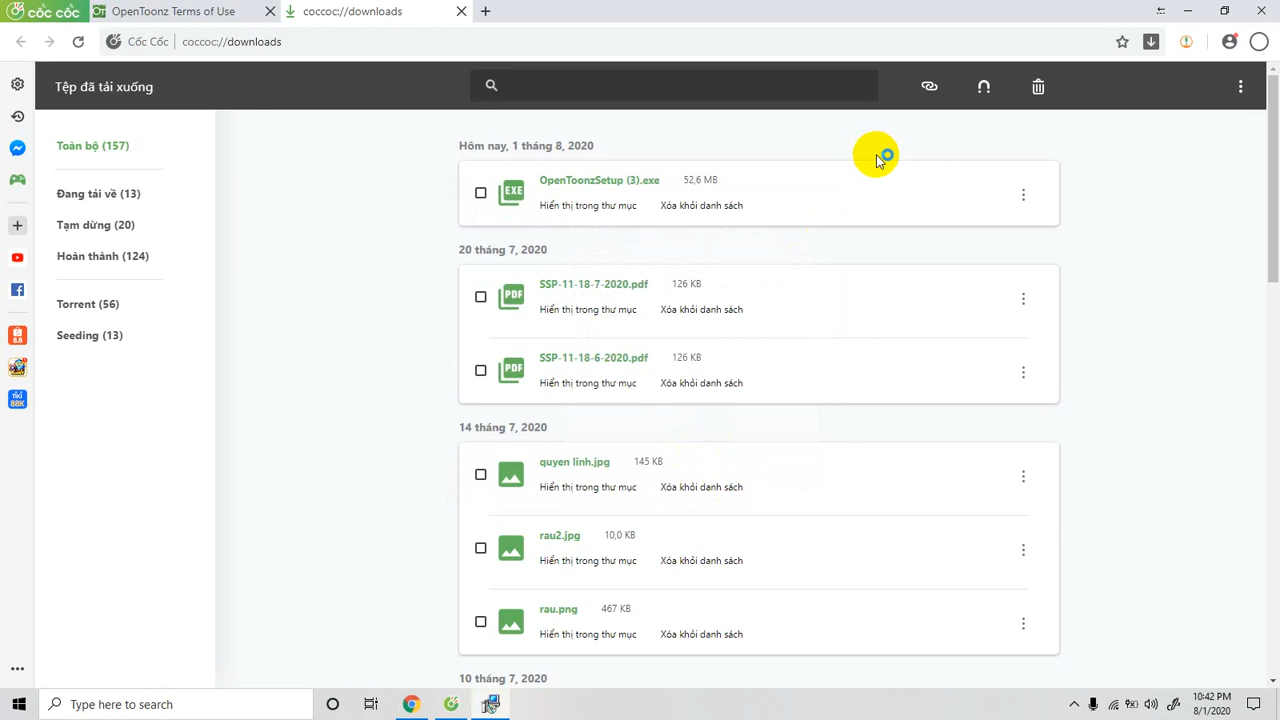 cốc cốc
OpenToonz Terms of Use
coccoc://downloads
Cốc Cốc
coccoc://downloads
Tệp đã tải xuống
Toàn bộ (157)
Đang tải về (13)
Tạm dừng (20)
Hoàn thành (124)
Torrent (56)
Seeding (13)
8.8
tiki
88K
Hôm nay, 1 tháng 8, 2020
EXE
OpenToonzSetup (3).exe 52,6 MB
Hiển thị trong thư mục Xóa khỏi danh sách
20 tháng 7, 2020
PDF
SSP-11-18-7-2020.pdf 126 KB
Hiển thị trong thư mục Xóa khỏi danh sách
PDF
SSP-11-18-6-2020.pdf 126 KB
Hiển thị trong thư mục Xóa khỏi danh sách
14 tháng 7, 2020
quyen linh.jpg 145 KB
Hiển thị trong thư mục Xóa khỏi danh sách
rau2.jpg 10,0 KB
Hiển thị trong thư mục Xóa khỏi danh sách
rau.png 467 KB
Hiển thị trong thư mục Xóa khỏi danh sách
10 tháng 7, 2020
Type here to search
10:42 PM
8/1/2020